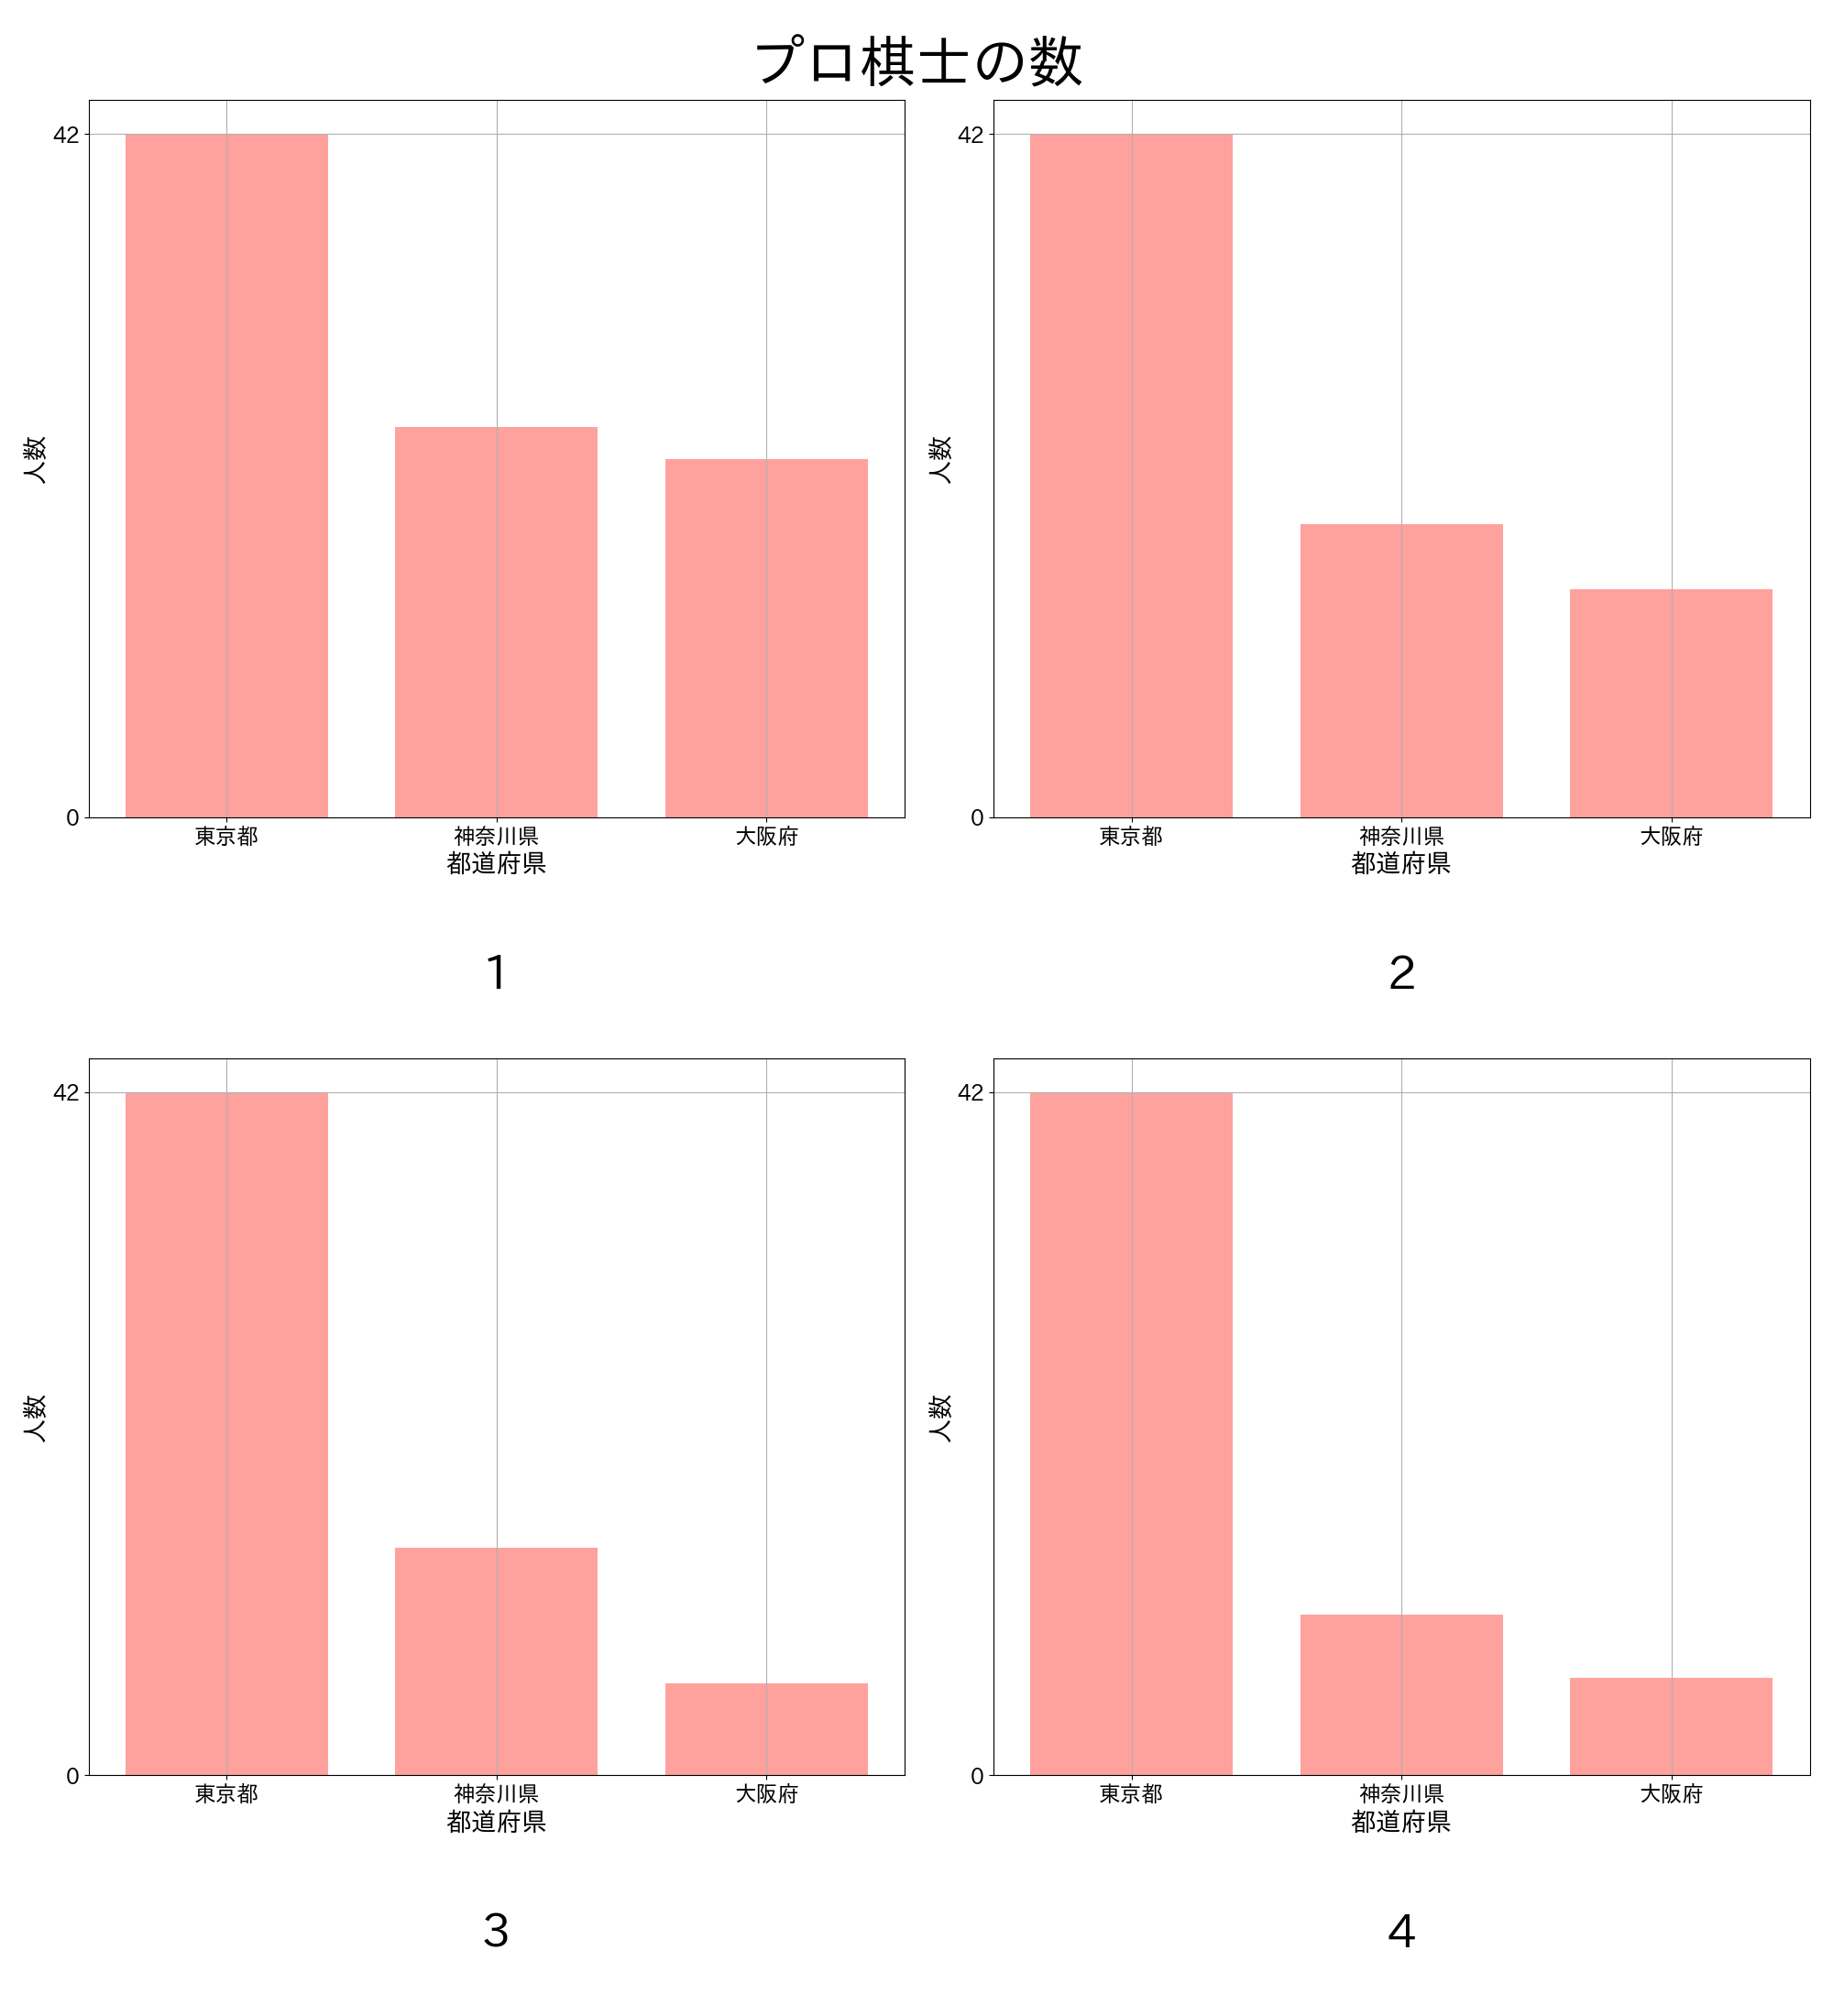 プロ棋士の数
42
0
人数
東京都 神奈川県 大阪府
都道府県
1
42
0
人数
東京都 神奈川県 大阪府
都道府県
2
42
0
人数
東京都 神奈川県 大阪府
都道府県
3
42
0
人数
東京都 神奈川県 大阪府
都道府県
4